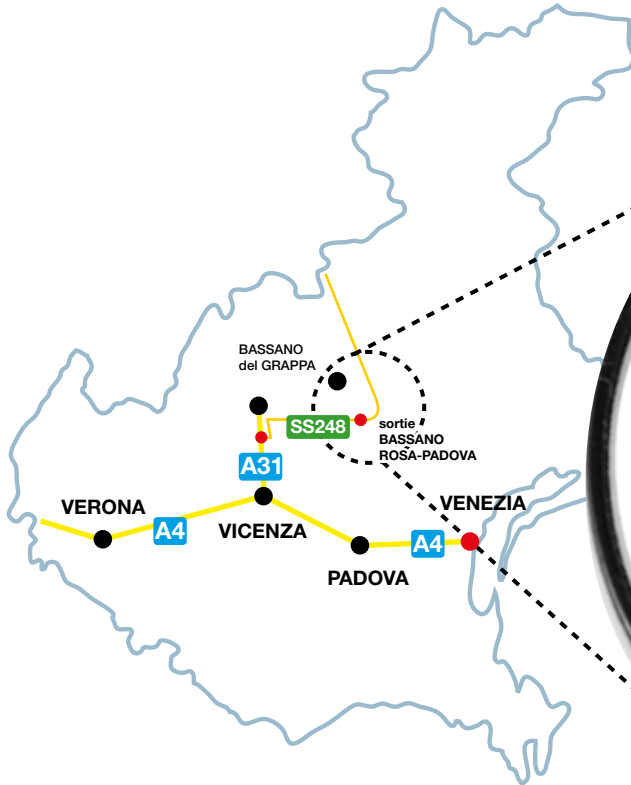 BASSANO
del GRAPPA
SS248
sortie
BASSANO
ROSA-PADOVA
A31
VERONA
A4
VICENZA
VENEZIA
A4
PADOVA